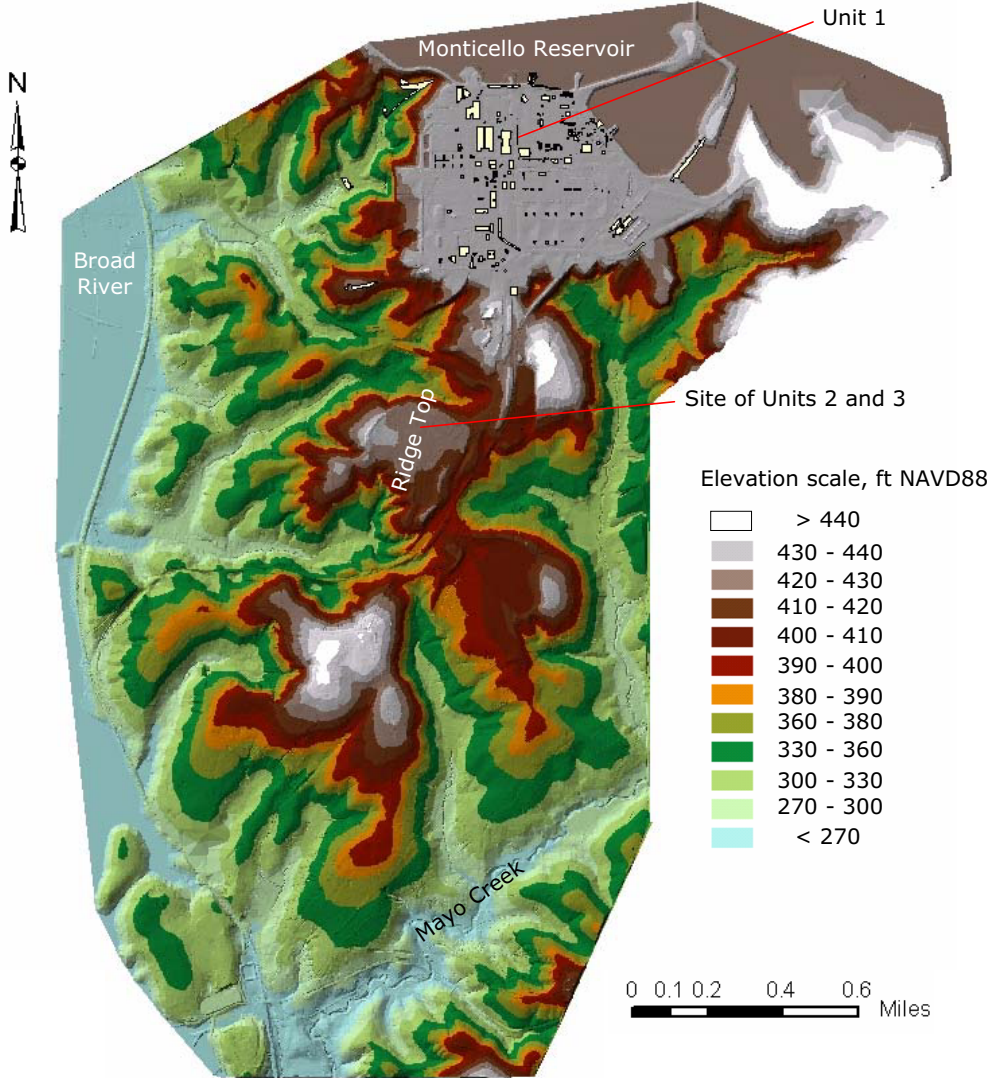 Unit 1
Monticello Reservoir
N
Broad
River
Ridge Top
Site of Units 2 and 3
Elevation scale, ft NAVD88
> 440
430 - 440
420 - 430
410 - 420
400 - 410
390 - 400
380 - 390
360 - 380
330 - 360
300 - 330
270 - 300
< 270
Mayo Creek
0 0.1 0.2 0.4 0.6
Miles